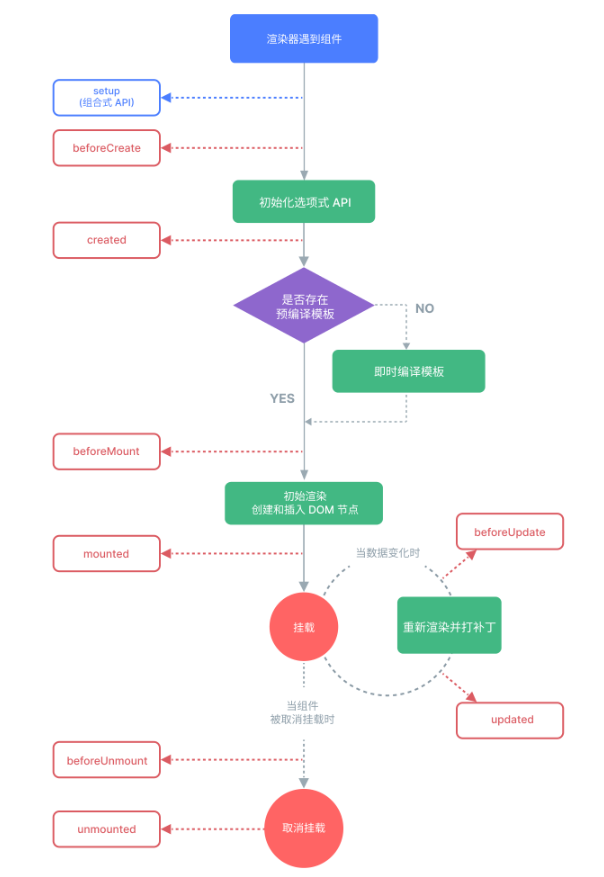 渲染器遇到组件
setup
(组合式 API)
beforeCreate
初始化选项式 API
created
是否存在
预编译模板
NO
即时编译模板
YES
beforeMount
初始渲染
创建和插入 DOM 节点
beforeUpdate
mounted
当数据变化时
挂载
重新渲染并打补丁
当组件
被取消挂载时
updated
beforeUnmount
取消挂载
unmounted